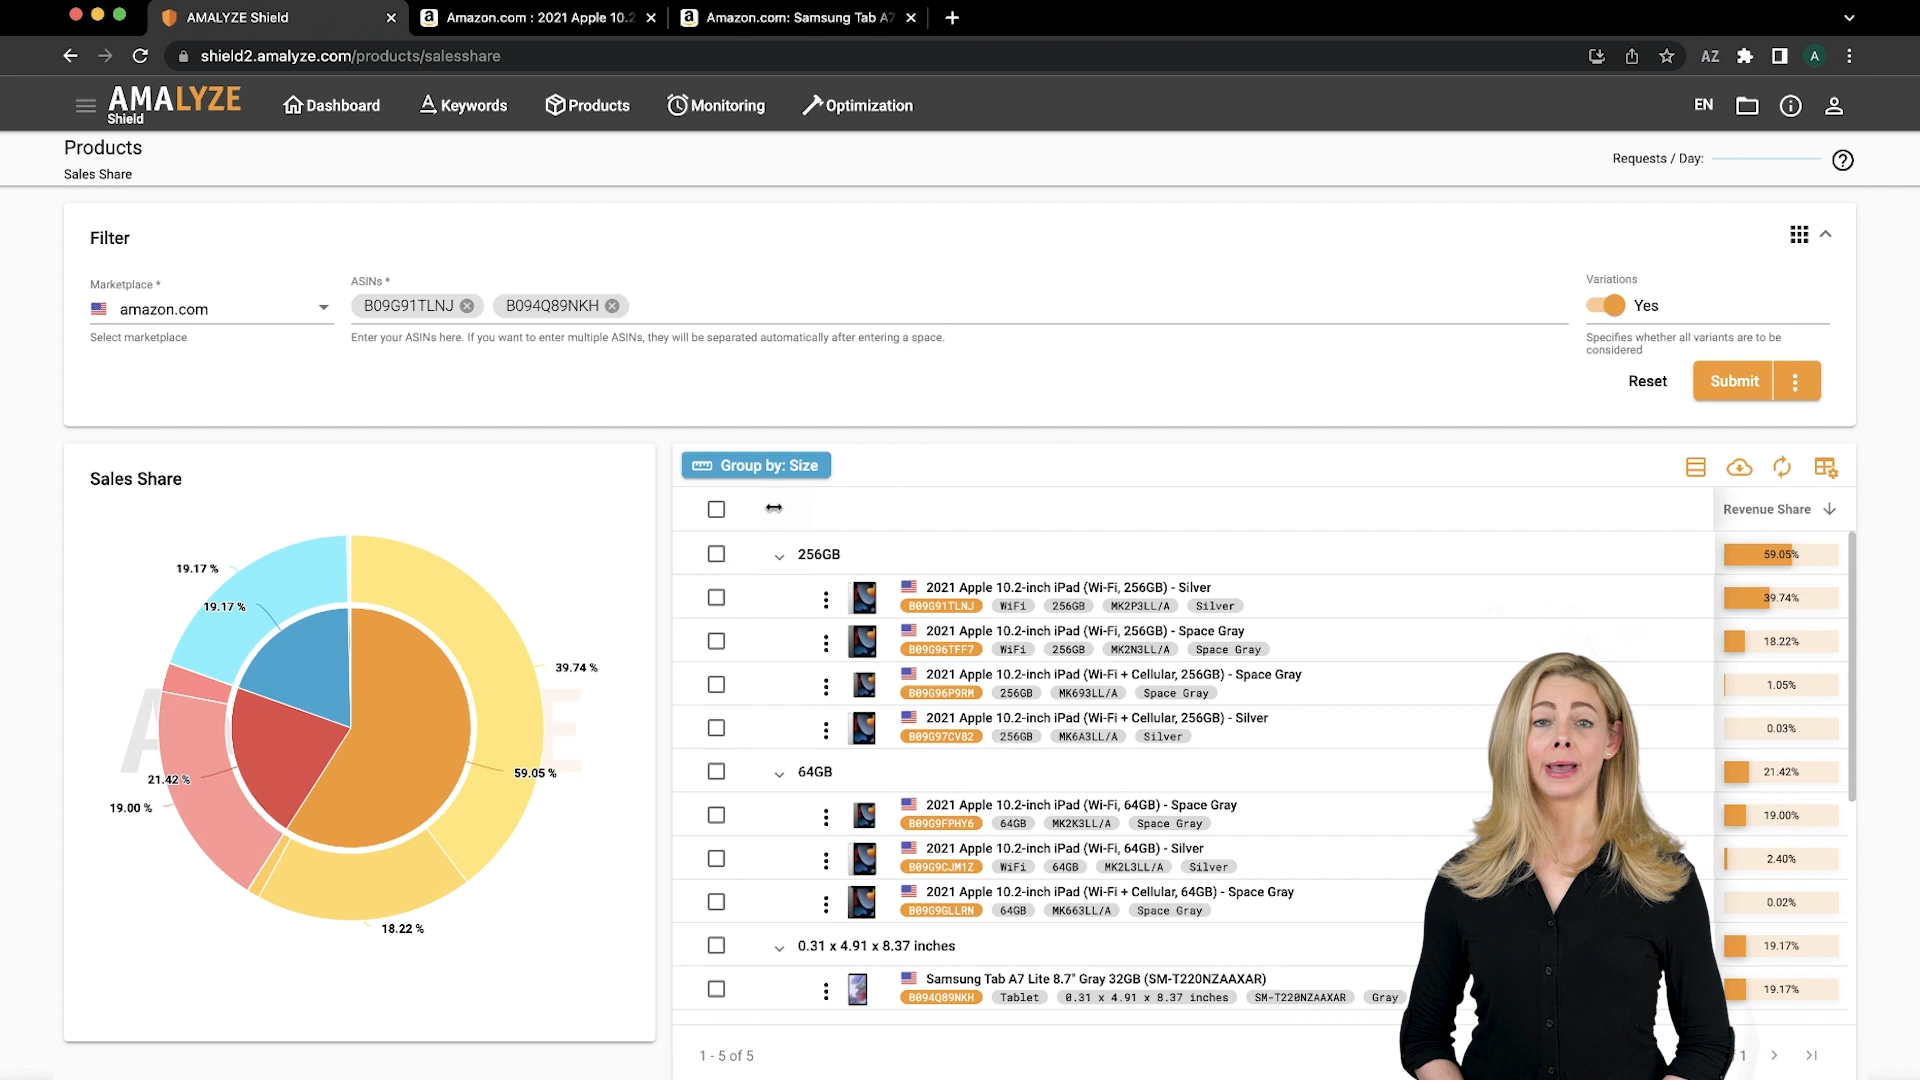 AMALYZE Shield
Amazon.com : 2021 Apple 10.2
Amazon.com: Samsung Tab A7
shield2.amalyze.com/products/salesshare
AZ
A
AMALYZE
Shield
Dashboard
Keywords
Products
Monitoring
Optimization
EN
Products
Sales Share
Requests / Day:
Filter
Marketplace *
amazon.com
Select marketplace
ASINs *
B09G91TLNJ
B094Q89NKH
Enter your ASINs here. If you want to enter multiple ASINs, they will be separated automatically after entering a space.
Variations
Yes
Specifies whether all variants are to be
considered
Reset
Submit
Sales Share
19.17 %
19.17 %
39.74 %
59.05 %
21.42 %
19.00 %
18.22 %
Group by: Size
Revenue Share
256GB
59.05%
2021 Apple 10.2-inch iPad (Wi-Fi, 256GB) - Silver
B09G91TLNJ WiFi 256GB MK2P3LL/A Silver
39.74%
2021 Apple 10.2-inch iPad (Wi-Fi, 256GB) - Space Gray
B09G96TFF7 WiFi 256GB MK2N3LL/A Space Gray
18.22%
2021 Apple 10.2-inch iPad (Wi-Fi + Cellular, 256GB) - Space Gray
B09G96P9RM 256GB MK693LL/A Space Gray
1.05%
2021 Apple 10.2-inch iPad (Wi-Fi + Cellular, 256GB) - Silver
B09G97CV82 256GB MK6A3LL/A Silver
0.03%
64GB
21.42%
2021 Apple 10.2-inch iPad (Wi-Fi, 64GB) - Space Gray
B09G9FPHY6 64GB MK2K3LL/A Space Gray
19.00%
2021 Apple 10.2-inch iPad (Wi-Fi, 64GB) - Silver
B09G9CJM1Z WiFi 64GB MK2L3LL/A Silver
2.40%
2021 Apple 10.2-inch iPad (Wi-Fi + Cellular, 64GB) - Space Gray
B09G9GLLRN 64GB MK663LL/A Space Gray
0.02%
0.31 x 4.91 x 8.37 inches
19.17%
Samsung Tab A7 Lite 8.7" Gray 32GB (SM-T220NZAAXAR)
B094Q89NKH Tablet 0.31 x 4.91 x 8.37 inches SM-T220NZAAXAR Gray
19.17%
1 - 5 of 5
1